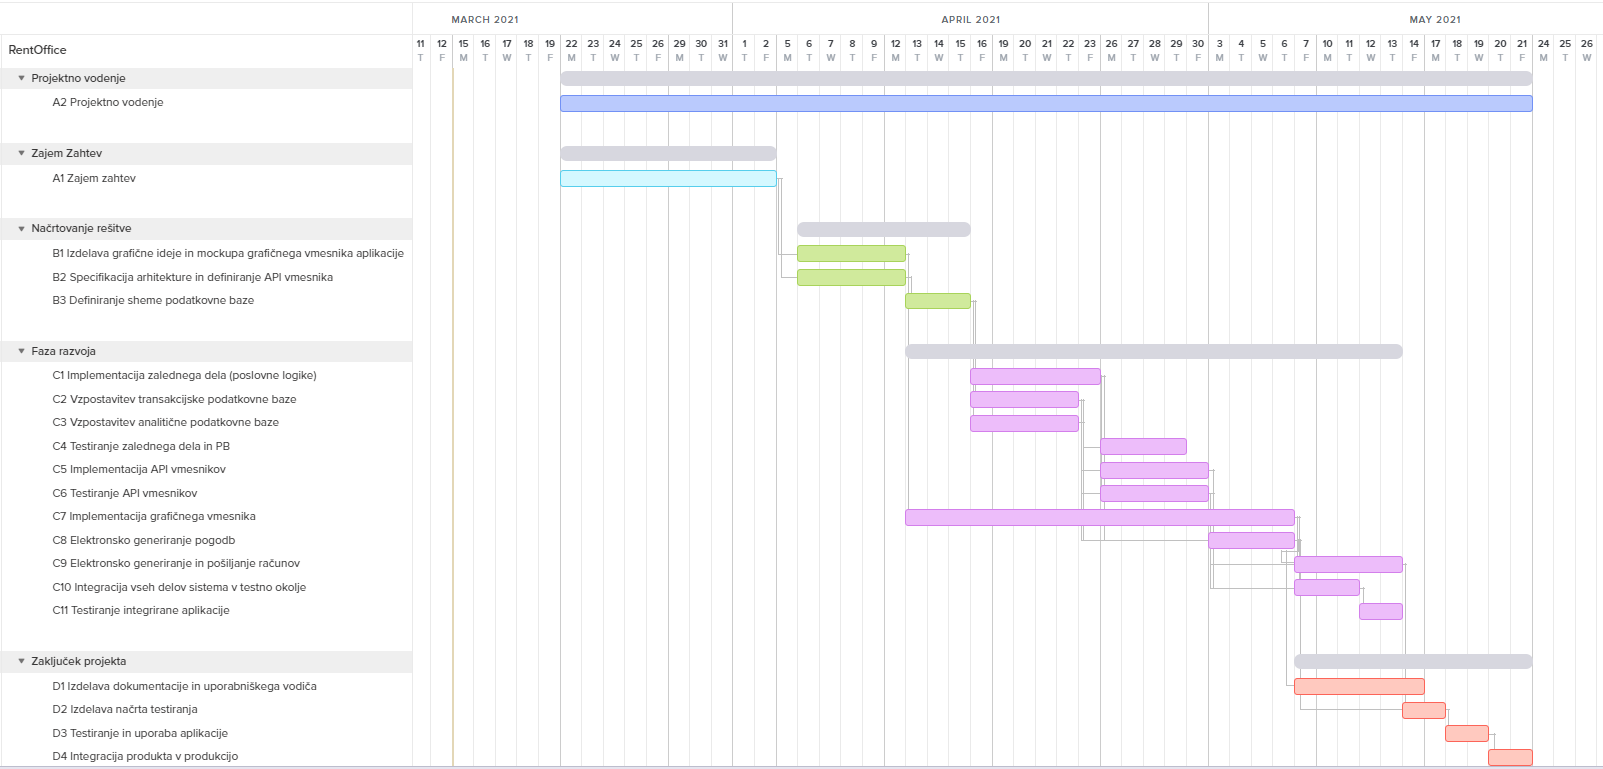 MARCH 2021 APRIL 2021 MAY 2021
RentOffice 11 12 15 16 17 18 19 22 23 24 25 26 29 30 31 1 2 5 6 7 8 9 12 13 14 15 16 19 20 21 22 23 26 27 28 29 30 3 4 5 6 7 10 11 12 13 14 17 18 19 20 21 24 25 26
T F M T W T F M T W T F M T W T F M T W T F M T W T F M T W T F M T W T F M T W T F M T W T F M T W T F M T W
Projektno vodenje
A2 Projektno vodenje
Zajem Zahtev
A1 Zajem zahtev
Načrtovanje rešitve
B1 Izdelava grafične ideje in mockupa grafičnega vmesnika aplikacije
B2 Specifikacija arhitekture in definiranje API vmesnika
B3 Definiranje sheme podatkovne baze
Faza razvoja
C1 Implementacija zalednega dela (poslovne logike)
C2 Vzpostavitev transakcijske podatkovne baze
C3 Vzpostavitev analitične podatkovne baze
C4 Testiranje zalednega dela in PB
C5 Implementacija API vmesnikov
C6 Testiranje API vmesnikov
C7 Implementacija grafičnega vmesnika
C8 Elektronsko generiranje pogodb
C9 Elektronsko generiranje in pošiljanje računov
C10 Integracija vseh delov sistema v testno okolje
C11 Testiranje integrirane aplikacije
Zaključek projekta
D1 Izdelava dokumentacije in uporabniškega vodiča
D2 Izdelava načrta testiranja
D3 Testiranje in uporaba aplikacije
D4 Integracija produkta v produkcijo